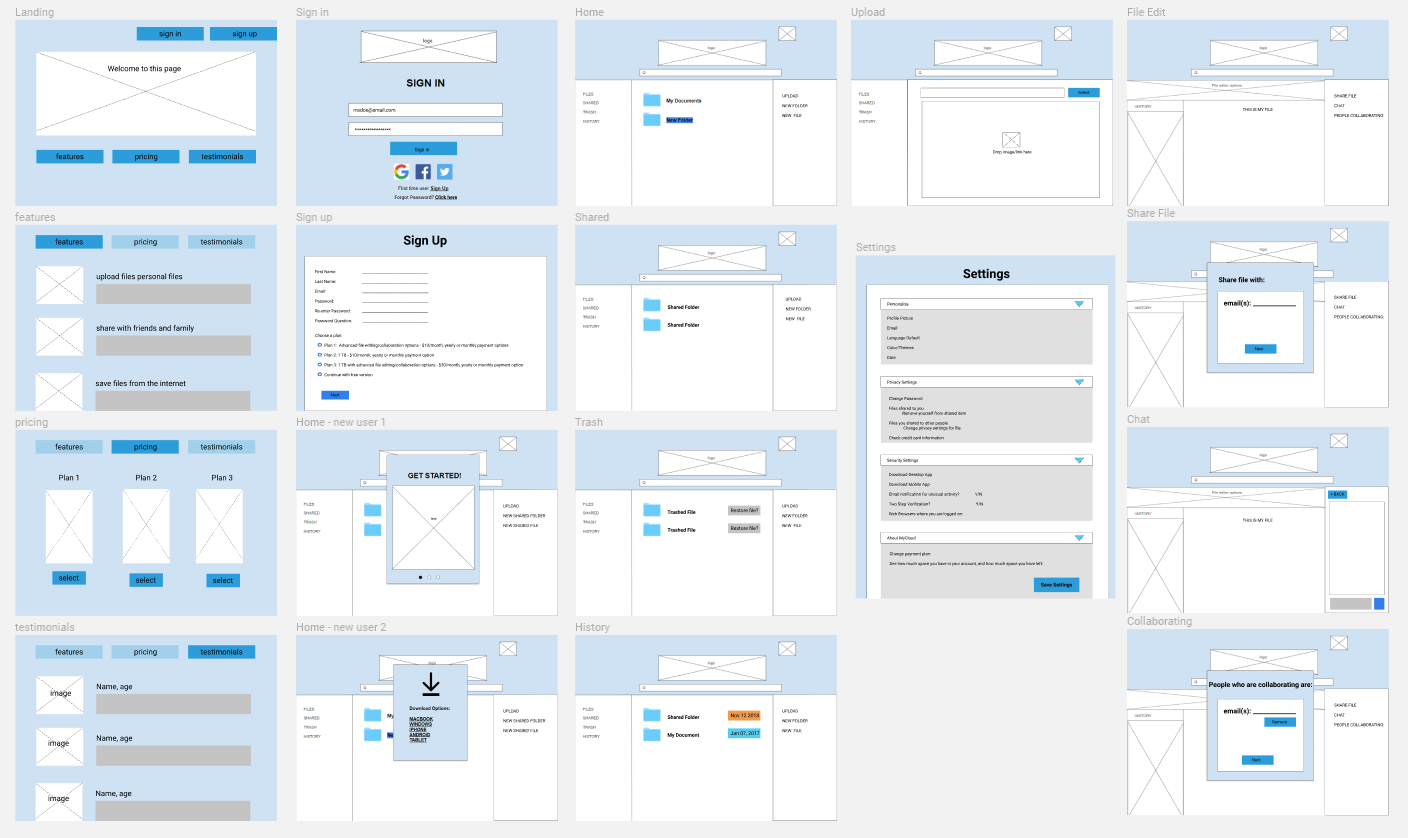 Landing
sign in
sign up
Welcome to this page
features
pricing
testimonials
features
features
pricing
testimonials
upload files personal files
share with friends and family
save files from the internet
pricing
features
pricing
testimonials
Plan 1
Plan 2
Plan 3
select
select
select
testimonials
features
pricing
testimonials
image
Name, age
image
Name, age
image
Name, age
Sign in
logo
SIGN IN
msdoe@email.com
••••••••••••••••••
Sign in
First time user Sign Up
Forgot Password? Click here
Sign up
Sign Up
First Name:
Last Name:
Email:
Password:
Re-enter Password:
Password Question:
Choose a plan:
Plan 1: Advanced file editing/collaboration options - $10/month, yearly or monthly payment options
Plan 2: 1 TB - $10/month, yearly or monthly payment option
Plan 3: 1 TB with advanced file editing/collaboration options - $30/month, yearly or monthly payment option
Continue with free version
Next
Home - new user 1
GET STARTED!
text
FILES
SHARED
TRASH
HISTORY
UPLOAD
NEW SHARED FOLDER
NEW SHARED FILE
Home - new user 2
logo
Download Options:
MACBOOK
WINDOWS
IPHONE
ANDROID
TABLET
FILES
SHARED
TRASH
HISTORY
My
UPLOAD
NEW SHARED FOLDER
NEW SHARED FILE
Home
logo
FILES
SHARED
TRASH
HISTORY
My Documents
New Folder
UPLOAD
NEW FOLDER
NEW FILE
Shared
logo
FILES
SHARED
TRASH
HISTORY
Shared Folder
Shared Folder
UPLOAD
NEW FOLDER
NEW FILE
Trash
logo
FILES
SHARED
TRASH
HISTORY
Trashed File
Restore file?
Trashed File
Restore file?
UPLOAD
NEW FOLDER
NEW FILE
History
logo
FILES
SHARED
TRASH
HISTORY
Shared Folder
Nov 12 2018
My Document
Jan 07, 2017
UPLOAD
NEW FOLDER
NEW FILE
Upload
logo
FILES
SHARED
TRASH
HISTORY
Submit
Drop image/link here
Settings
Settings
Personalize
Profile Picture
Email
Language Default
Color/Themes
Date
Privacy Settings
Change Password
Files shared to you
Remove yourself from shared item
Files you shared to other people
Change privacy settings for file
Check credit card information
Security Settings
Download Desktop App
Download Mobile App
Email notification for unusual activity? Y/N
Two Step Verification? Y/N
Web Browsers where you are logged on:
About MyCloud
Change payment plan:
See how much space you have in your account, and how much space you have left
Save Settings
File Edit
logo
File edition options
HISTORY
THIS IS MY FILE
SHARE FILE
CHAT
PEOPLE COLLABORATING
Share File
Share file with:
email(s):
Next
SHARE FILE
CHAT
PEOPLE COLLABORATING
Chat
logo
File edition options
HISTORY
THIS IS MY FILE
< BACK
Collaborating
logo
People who are collaborating are:
email(s):
Remove
Next
SHARE FILE
CHAT
PEOPLE COLLABORATING